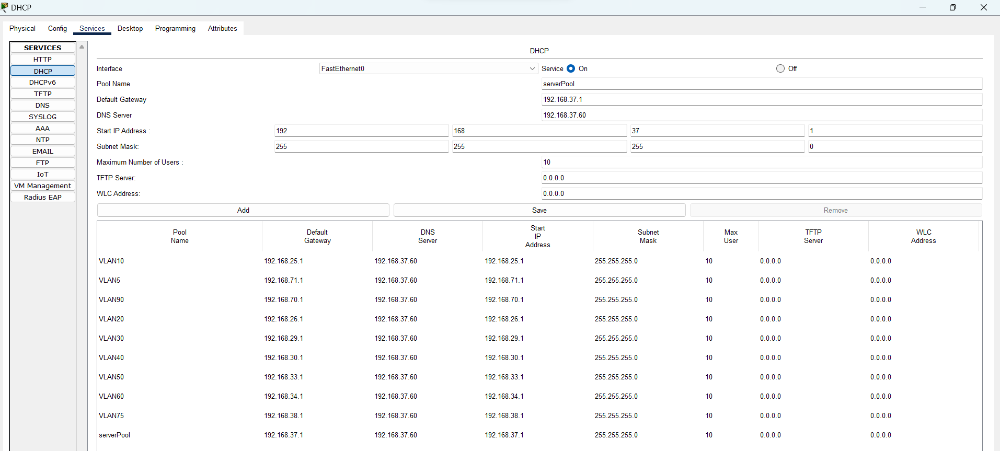 DHCP
Physical Config Services Desktop Programming Attributes
SERVICES
HTTP
DHCP
DHCPv6
TFTP
DNS
SYSLOG
AAA
NTP
EMAIL
FTP
IoT
VM Management
Radius EAP
DHCP
Interface FastEthernet0 Service On Off
Pool Name serverPool
Default Gateway 192.168.37.1
DNS Server 192.168.37.60
Start IP Address : 192 168 37 1
Subnet Mask: 255 255 255 0
Maximum Number of Users : 10
TFTP Server: 0.0.0.0
WLC Address: 0.0.0.0
Add Save Remove
Pool Name Default Gateway DNS Server Start IP Address Subnet Mask Max User TFTP Server WLC Address
VLAN10 192.168.25.1 192.168.37.60 192.168.25.1 255.255.255.0 10 0.0.0.0 0.0.0.0
VLAN5 192.168.71.1 192.168.37.60 192.168.71.1 255.255.255.0 10 0.0.0.0 0.0.0.0
VLAN90 192.168.70.1 192.168.37.60 192.168.70.1 255.255.255.0 10 0.0.0.0 0.0.0.0
VLAN20 192.168.26.1 192.168.37.60 192.168.26.1 255.255.255.0 10 0.0.0.0 0.0.0.0
VLAN30 192.168.29.1 192.168.37.60 192.168.29.1 255.255.255.0 10 0.0.0.0 0.0.0.0
VLAN40 192.168.30.1 192.168.37.60 192.168.30.1 255.255.255.0 10 0.0.0.0 0.0.0.0
VLAN50 192.168.33.1 192.168.37.60 192.168.33.1 255.255.255.0 10 0.0.0.0 0.0.0.0
VLAN60 192.168.34.1 192.168.37.60 192.168.34.1 255.255.255.0 10 0.0.0.0 0.0.0.0
VLAN75 192.168.38.1 192.168.37.60 192.168.38.1 255.255.255.0 10 0.0.0.0 0.0.0.0
serverPool 192.168.37.1 192.168.37.60 192.168.37.1 255.255.255.0 10 0.0.0.0 0.0.0.0